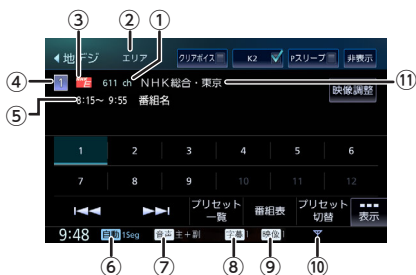 ③ ② ①
地デジ エリア クリアボイス K2 Pスリープ 非表示
④ 1 611 ch NHK総合・東京 ⑪
⑤ 8:15～ 9:55 番組名 映像調整
1 2 3 4 5 6
7 8 9 10 11 12
プリセット一覧 番組表 プリセット切替 表示
9:48 自動 1Seg 音声 主+副 字幕 1 映像 1
⑥ ⑦ ⑧ ⑨ ⑩